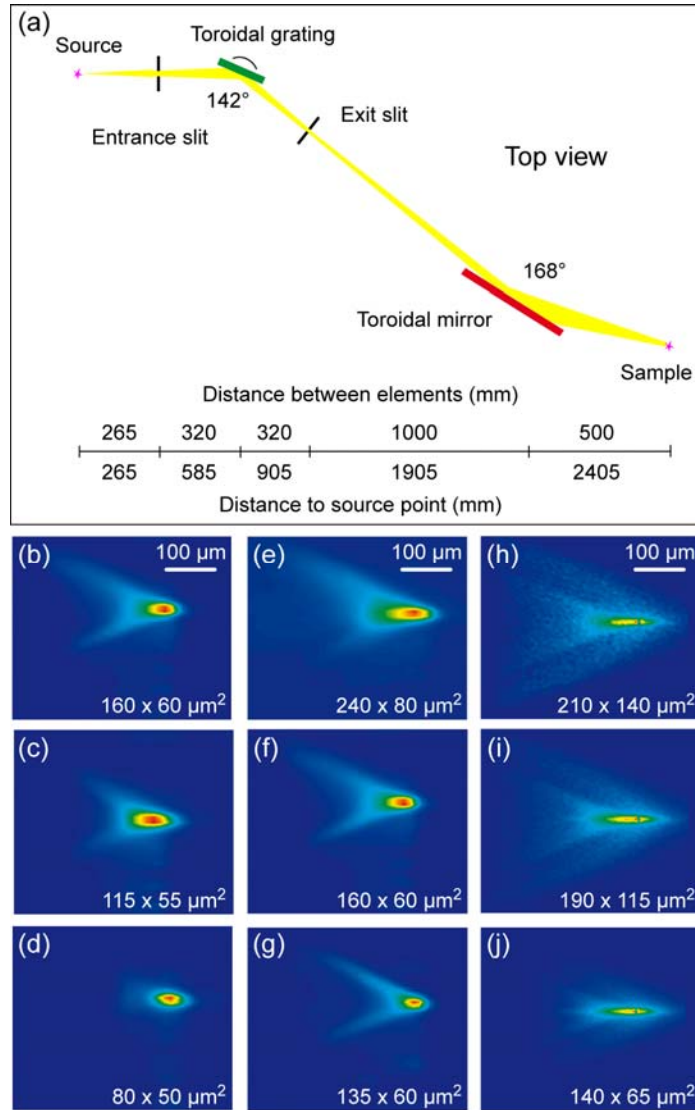 (a)
Source
Toroidal grating
142°
Entrance slit
Exit slit
Top view
168°
Toroidal mirror
Sample
Distance between elements (mm)
265 320 320 1000 500
265 585 905 1905 2405
Distance to source point (mm)
(b) 100 µm (e) 100 µm (h) 100 µm
160 x 60 µm² 240 x 80 µm² 210 x 140 µm²
(c) (f) (i)
115 x 55 µm² 160 x 60 µm² 190 x 115 µm²
(d) (g) (j)
80 x 50 µm² 135 x 60 µm² 140 x 65 µm²